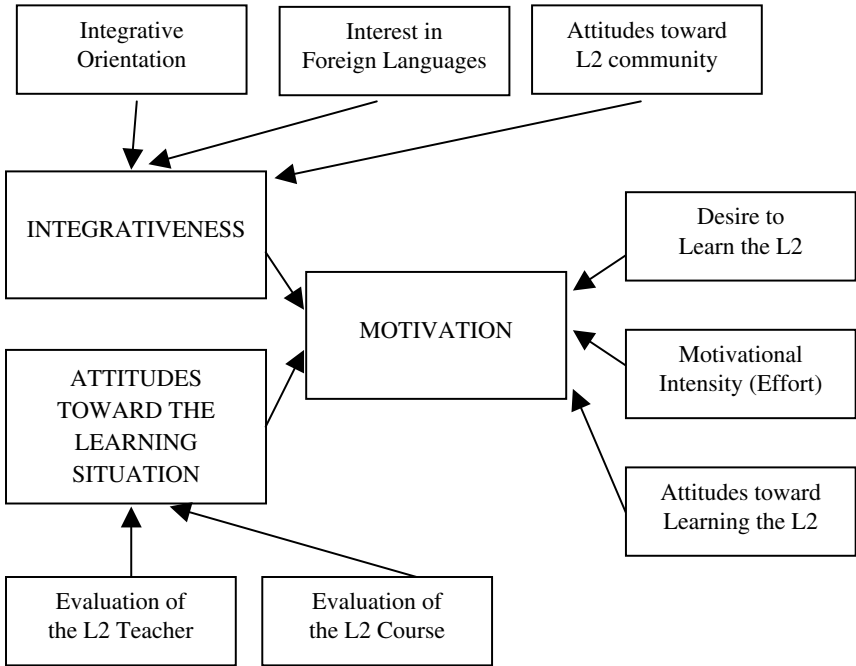 Integrative
Orientation
Interest in
Foreign Languages
Attitudes toward
L2 community
INTEGRATIVENESS
Desire to
Learn the L2
MOTIVATION
Motivational
Intensity (Effort)
ATTITUDES
TOWARD THE
LEARNING
SITUATION
Attitudes toward
Learning the L2
Evaluation of
the L2 Teacher
Evaluation of
the L2 Course